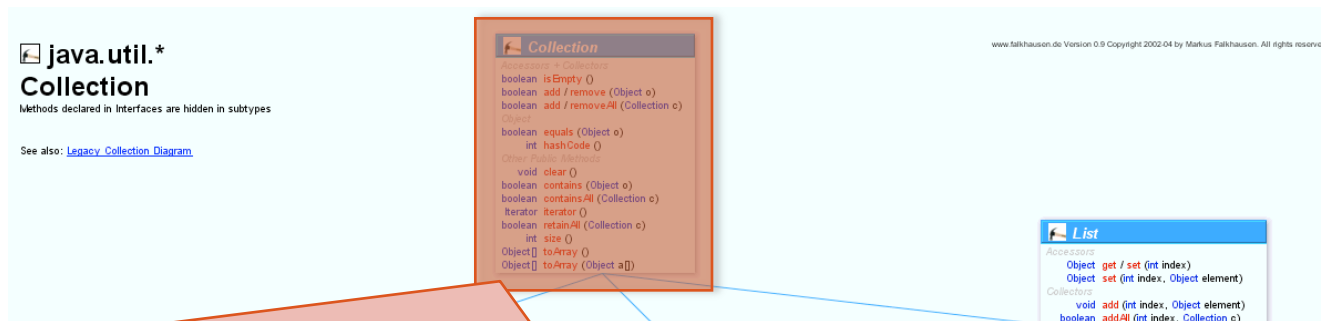 java.util.*
Collection
Methods declared in Interfaces are hidden in subtypes
See also: Legacy Collection Diagram
Collection
Accessors + Collectors
boolean isEmpty ()
boolean add / remove (Object o)
boolean add / removeAll (Collection c)
Object
boolean equals (Object o)
int hashCode ()
Other Public Methods
void clear ()
boolean contains (Object o)
boolean containsAll (Collection c)
Iterator iterator ()
boolean retainAll (Collection c)
int size ()
Object[] toArray ()
Object[] toArray (Object a[])
www.falkhausen.de Version 0.9 Copyright 2002-04 by Markus Falkhausen. All rights reserve
List
Accessors
Object get / set (int index)
Object set (int index, Object element)
Collectors
void add (int index, Object element)
boolean addAll (int index, Collection c)